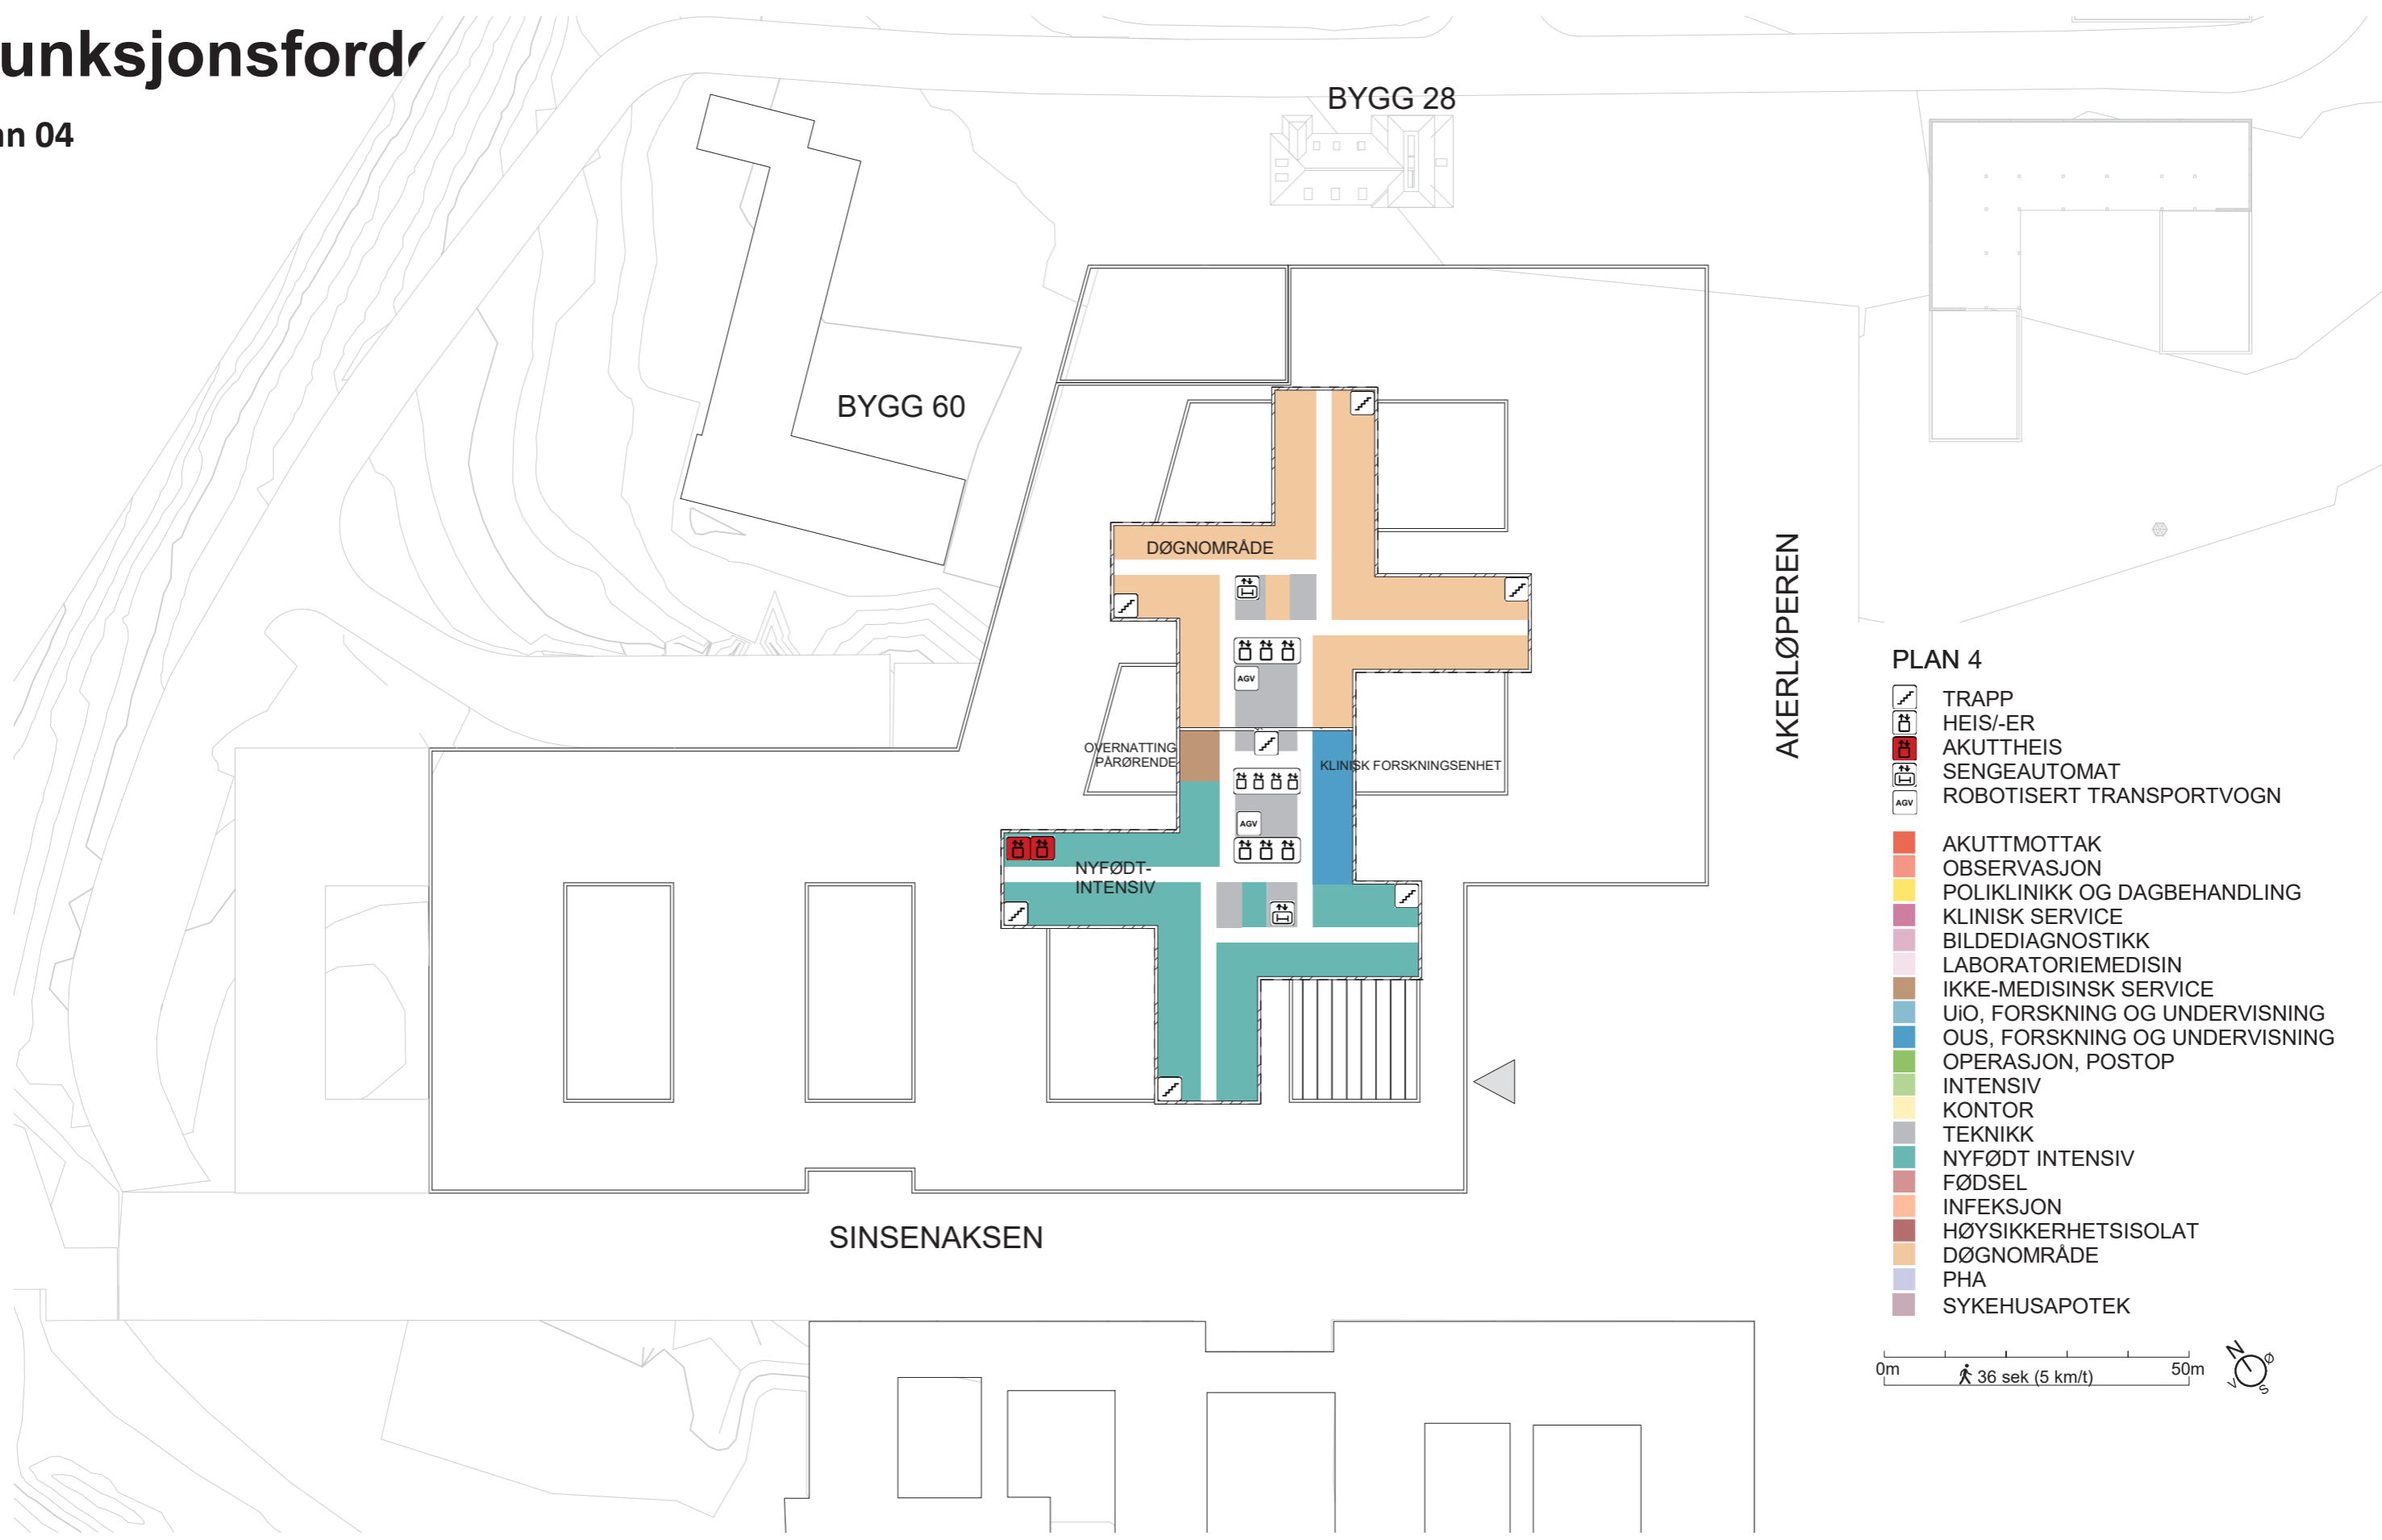 unksjonsforde
an 04
BYGG 28
BYGG 60
DØGNOMRÅDE
AGV
OVERNATTING
PÅRØRENDE
KLINISK FORSKNINGSENHET
AGV
NYFØDT-
INTENSIV
AKERLØPEREN
SINSENAKSEN
PLAN 4
TRAPP
HEIS/-ER
AKUTTHEIS
SENGEAUTOMAT
AGV ROBOTISERT TRANSPORTVOGN
AKUTTMOTTAK
OBSERVASJON
POLIKLINIKK OG DAGBEHANDLING
KLINISK SERVICE
BILDEDIAGNOSTIKK
LABORATORIEMEDISIN
IKKE-MEDISINSK SERVICE
UiO, FORSKNING OG UNDERVISNING
OUS, FORSKNING OG UNDERVISNING
OPERASJON, POSTOP
INTENSIV
KONTOR
TEKNIKK
NYFØDT INTENSIV
FØDSEL
INFEKSJON
HØYSIKKERHETSISOLAT
DØGNOMRÅDE
PHA
SYKEHUSAPOTEK
0m 36 sek (5 km/t) 50m
N Ø V S